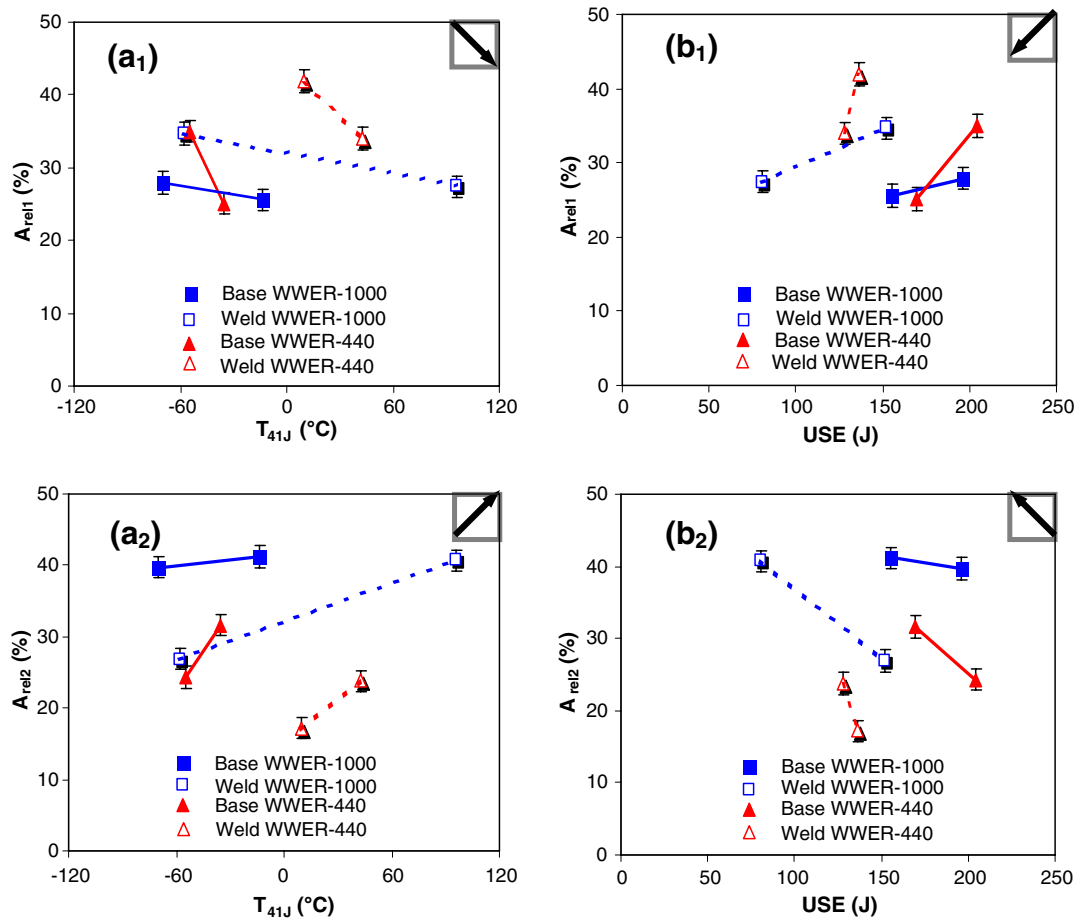 (a1)
50
40
30
20
10
0
Arel1 (%)
Base WWER-1000
Weld WWER-1000
Base WWER-440
Weld WWER-440
-120 -60 0 60 120
T41J (°C)
(b1)
50
40
30
20
10
0
Arel1 (%)
Base WWER-1000
Weld WWER-1000
Base WWER-440
Weld WWER-440
0 50 100 150 200 250
USE (J)
(a2)
50
40
30
20
10
0
Arel2 (%)
Base WWER-1000
Weld WWER-1000
Base WWER-440
Weld WWER-440
-120 -60 0 60 120
T41J (°C)
(b2)
50
40
30
20
10
0
A rel2 (%)
Base WWER-1000
Weld WWER-1000
Base WWER-440
Weld WWER-440
0 50 100 150 200 250
USE (J)